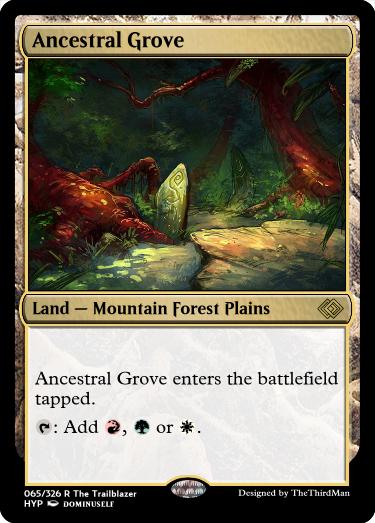 Ancestral Grove
Land — Mountain Forest Plains
Ancestral Grove enters the battlefield
tapped.
: Add , or .
065/326 R The Trailblazer
HYP DOMINUSELF
Designed by TheThirdMan